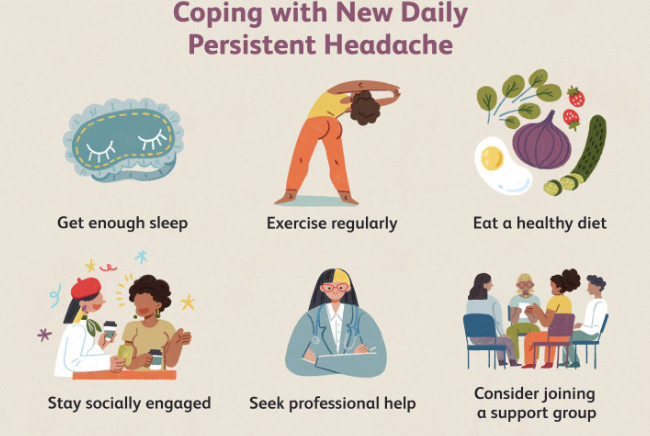 Coping with New Daily
Persistent Headache
Get enough sleep
Exercise regularly
Eat a healthy diet
Stay socially engaged
Seek professional help
Consider joining
a support group